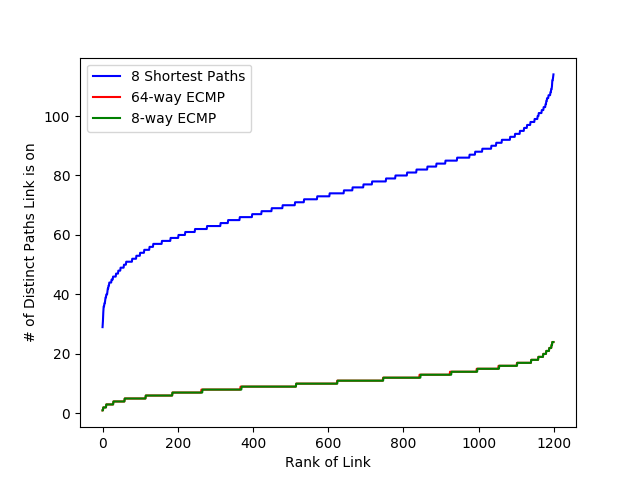 8 Shortest Paths
64-way ECMP
8-way ECMP
# of Distinct Paths Link is on
100
80
60
40
20
0
0 200 400 600 800 1000 1200
Rank of Link